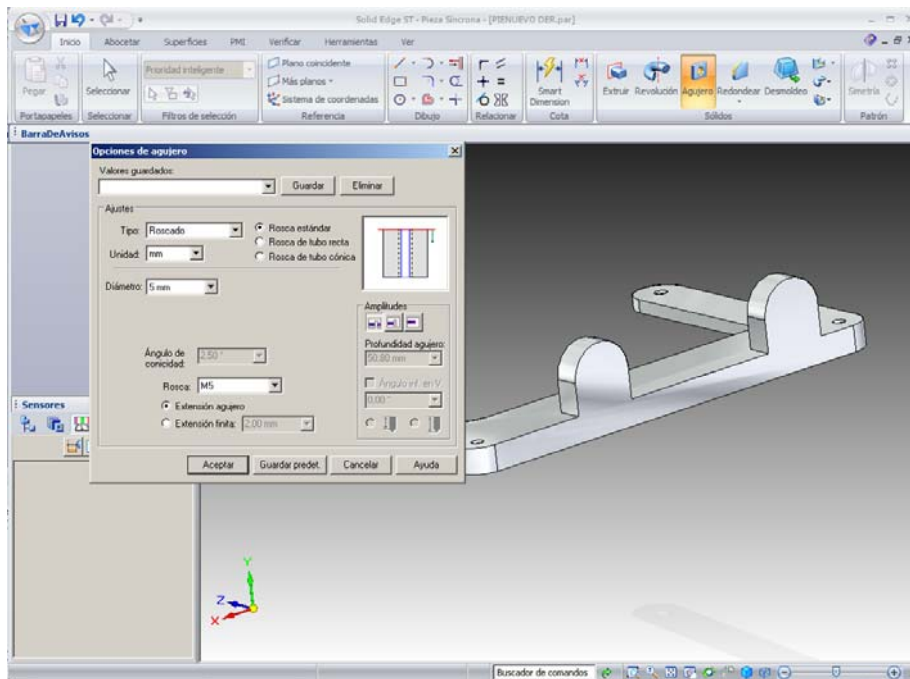 Solid Edge ST - Pieza Síncrona - [PIENUEVO DER.par]
Inicio Abocetar Superficies PMI Verificar Herramientas Ver
Pegar
Seleccionar
Prioridad inteligente
Plano coincidente
Más planos
Sistema de coordenadas
Smart Dimension
Extruir Revolución Agujero Redondear Desmoldeo
Simetría
Portapapeles Seleccionar Filtros de selección Referencia Dibujo Relacionar Cota Sólidos Patrón
BarraDeAvisos
Opciones de agujero
Valores guardados:
Guardar Eliminar
Ajustes
Tipo: Roscado
Rosca estándar
Rosca de tubo recta
Unidad: mm
Rosca de tubo cónica
Diámetro: 5 mm
Amplitudes
Profundidad agujero:
50.80 mm
Ángulo de conicidad: 2.50 °
Ángulo inf. en V
0,00 °
Rosca: M5
Extensión agujero
Extensión finita: 2,00 mm
Aceptar Guardar predet. Cancelar Ayuda
Sensores
Y
Z
X
Buscador de comandos